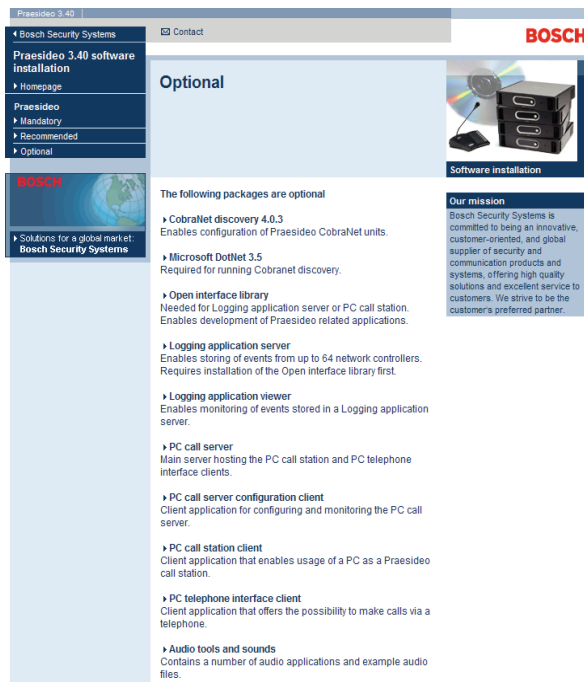 Praesideo 3.40
Bosch Security Systems
Praesideo 3.40 software
installation
Homepage
Praesideo
Mandatory
Recommended
Optional
BOSCH
Solutions for a global market:
Bosch Security Systems
Contact
BOSCH
Optional
Software installation
Our mission
Bosch Security Systems is
committed to being an innovative,
customer-oriented, and global
supplier of security and
communication products and
systems, offering high quality
solutions and excellent service to
customers. We strive to be the
customer's preferred partner.
The following packages are optional
CobraNet discovery 4.0.3
Enables configuration of Praesideo CobraNet units.
Microsoft DotNet 3.5
Required for running Cobranet discovery.
Open interface library
Needed for Logging application server or PC call station.
Enables development of Praesideo related applications.
Logging application server
Enables storing of events from up to 64 network controllers.
Requires installation of the Open interface library first.
Logging application viewer
Enables monitoring of events stored in a Logging application
server.
PC call server
Main server hosting the PC call station and PC telephone
interface clients.
PC call server configuration client
Client application for configuring and monitoring the PC call
server.
PC call station client
Client application that enables usage of a PC as a Praesideo
call station.
PC telephone interface client
Client application that offers the possibility to make calls via a
telephone.
Audio tools and sounds
Contains a number of audio applications and example audio
files.